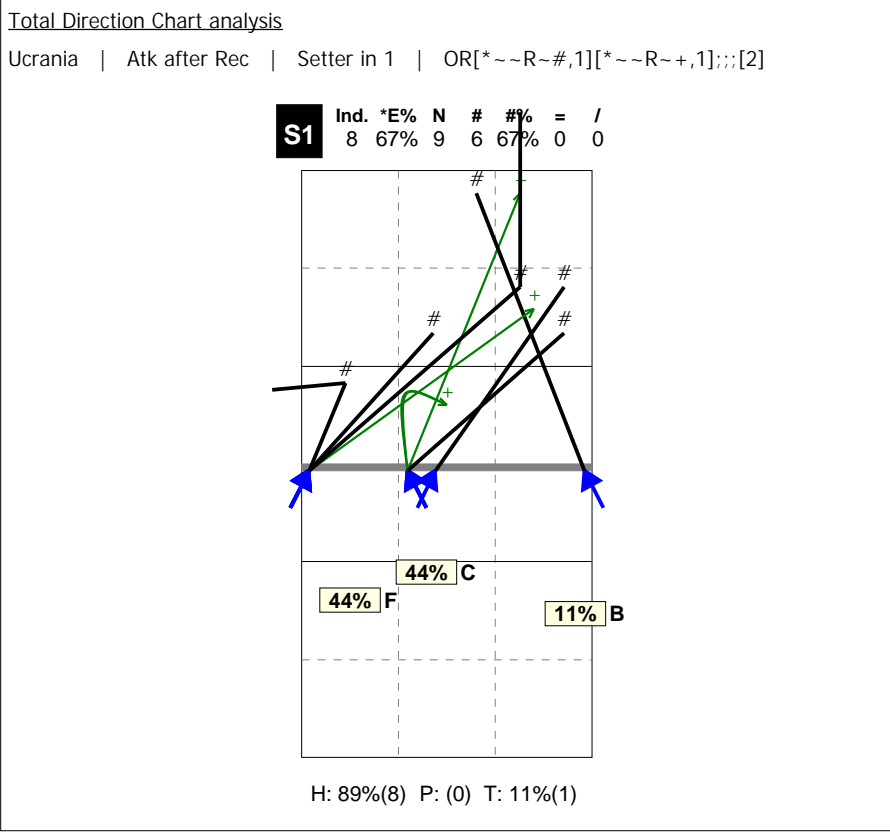 Total Direction Chart analysis
Ucrania | Atk after Rec | Setter in 1 | OR[*~~R~#,1][*~~R~+,1];;;[2]
S1
Ind. *E% N # #% = /
8 67% 9 6 67% 0 0
# +
# #
+
# #
#
+
44% C
44% F
11% B
H: 89%(8) P: (0) T: 11%(1)